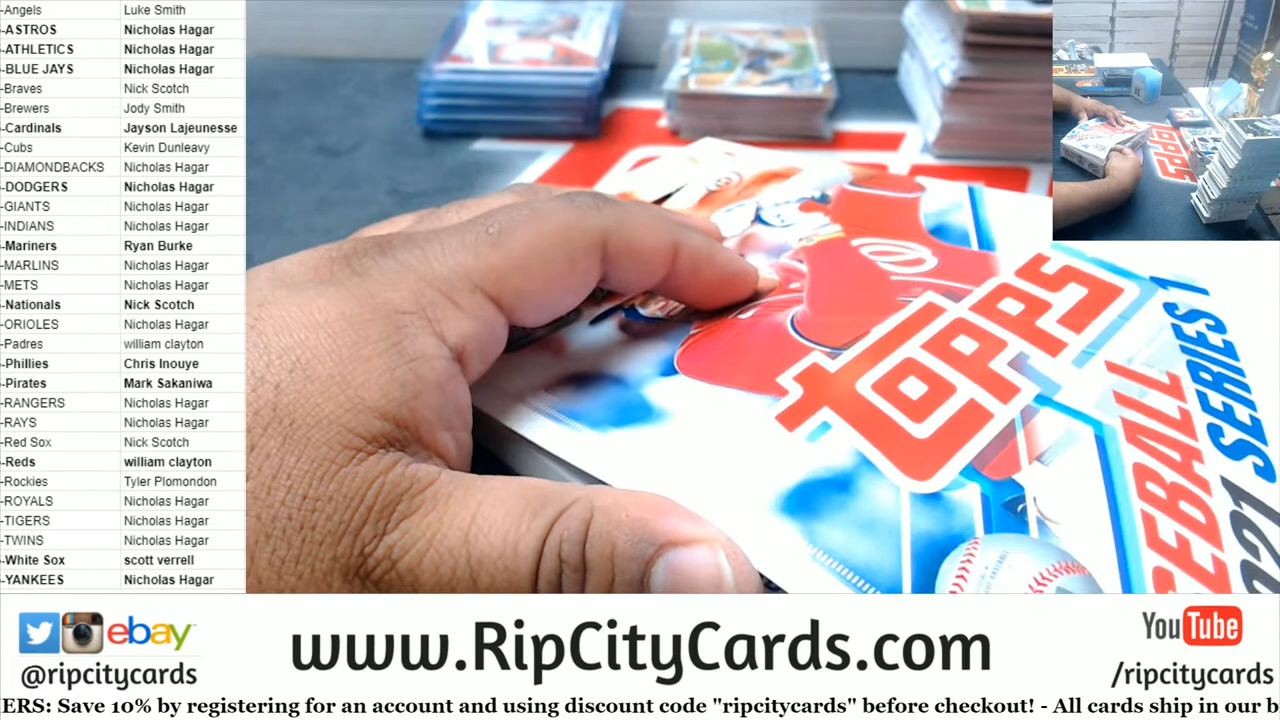 -Angels Luke Smith
-ASTROS Nicholas Hagar
-ATHLETICS Nicholas Hagar
-BLUE JAYS Nicholas Hagar
-Braves Nick Scotch
-Brewers Jody Smith
-Cardinals Jayson Lajeunesse
-Cubs Kevin Dunleavy
-DIAMONDBACKS Nicholas Hagar
-DODGERS Nicholas Hagar
-GIANTS Nicholas Hagar
-INDIANS Nicholas Hagar
-Mariners Ryan Burke
-MARLINS Nicholas Hagar
-METS Nicholas Hagar
-Nationals Nick Scotch
-ORIOLES Nicholas Hagar
-Padres william clayton
-Phillies Chris Inouye
-Pirates Mark Sakaniwa
-RANGERS Nicholas Hagar
-RAYS Nicholas Hagar
-Red Sox Nick Scotch
-Reds william clayton
-Rockies Tyler Plomondon
-ROYALS Nicholas Hagar
-TIGERS Nicholas Hagar
-TWINS Nicholas Hagar
-White Sox scott verrell
-YANKEES Nicholas Hagar
topps
EBALL
021 SERIES 1
topps
ebay
@ripcitycards
www.RipCityCards.com
YouTube
/ripcitycards
ERS: Save 10% by registering for an account and using discount code "ripcitycards" before checkout! - All cards ship in our b